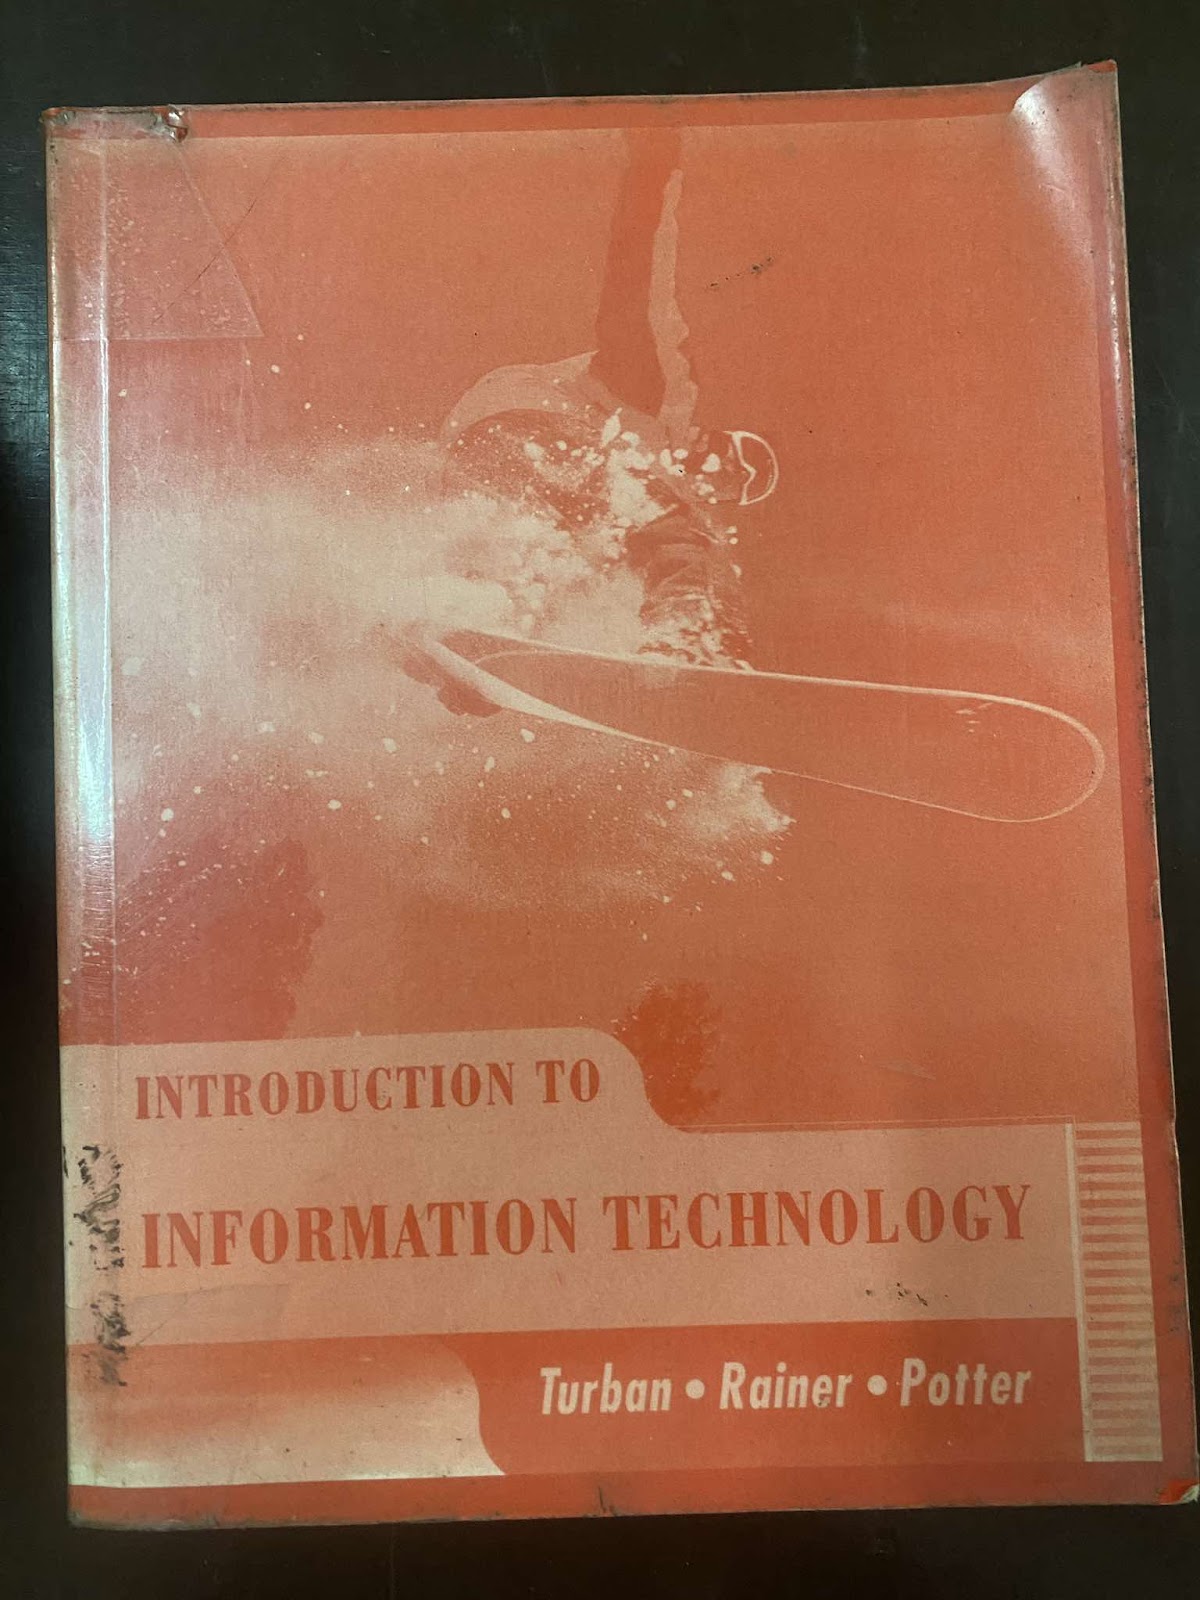 INTRODUCTION TO
INFORMATION TECHNOLOGY
Turban • Rainer • Potter